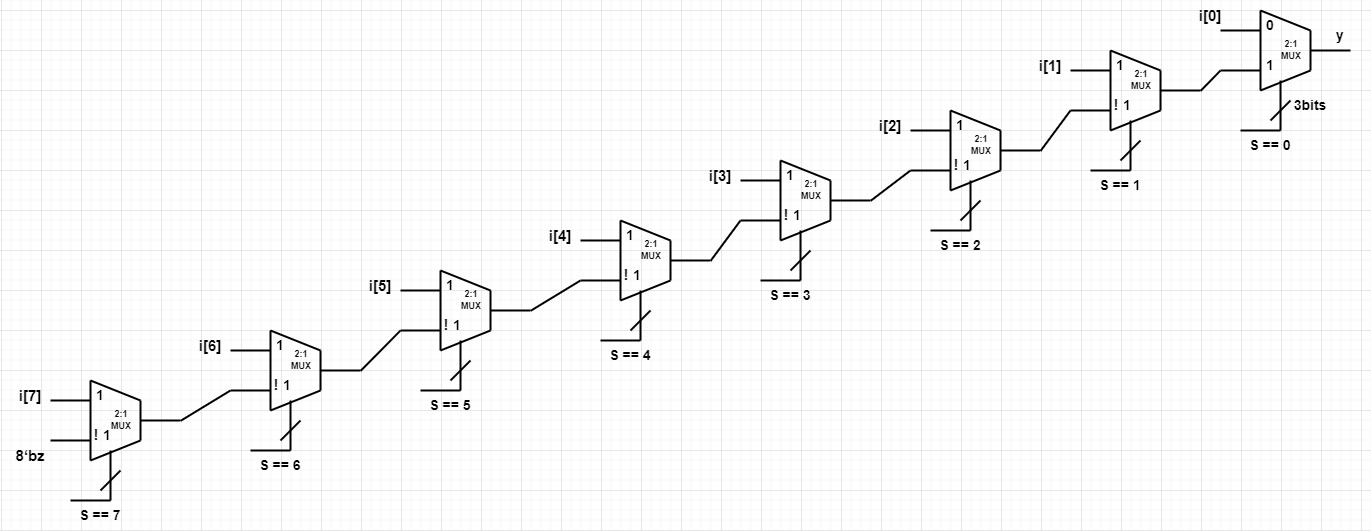 i[0]
0
2:1
MUX
1
y
3bits
S == 0
i[1]
1
2:1
MUX
! 1
S == 1
i[2]
1
2:1
MUX
! 1
S == 2
i[3]
1
2:1
MUX
! 1
S == 3
i[4]
1
2:1
MUX
! 1
S == 4
i[5]
1
2:1
MUX
! 1
S == 5
i[6]
1
2:1
MUX
! 1
S == 6
i[7]
1
2:1
MUX
! 1
8‘bz
S == 7